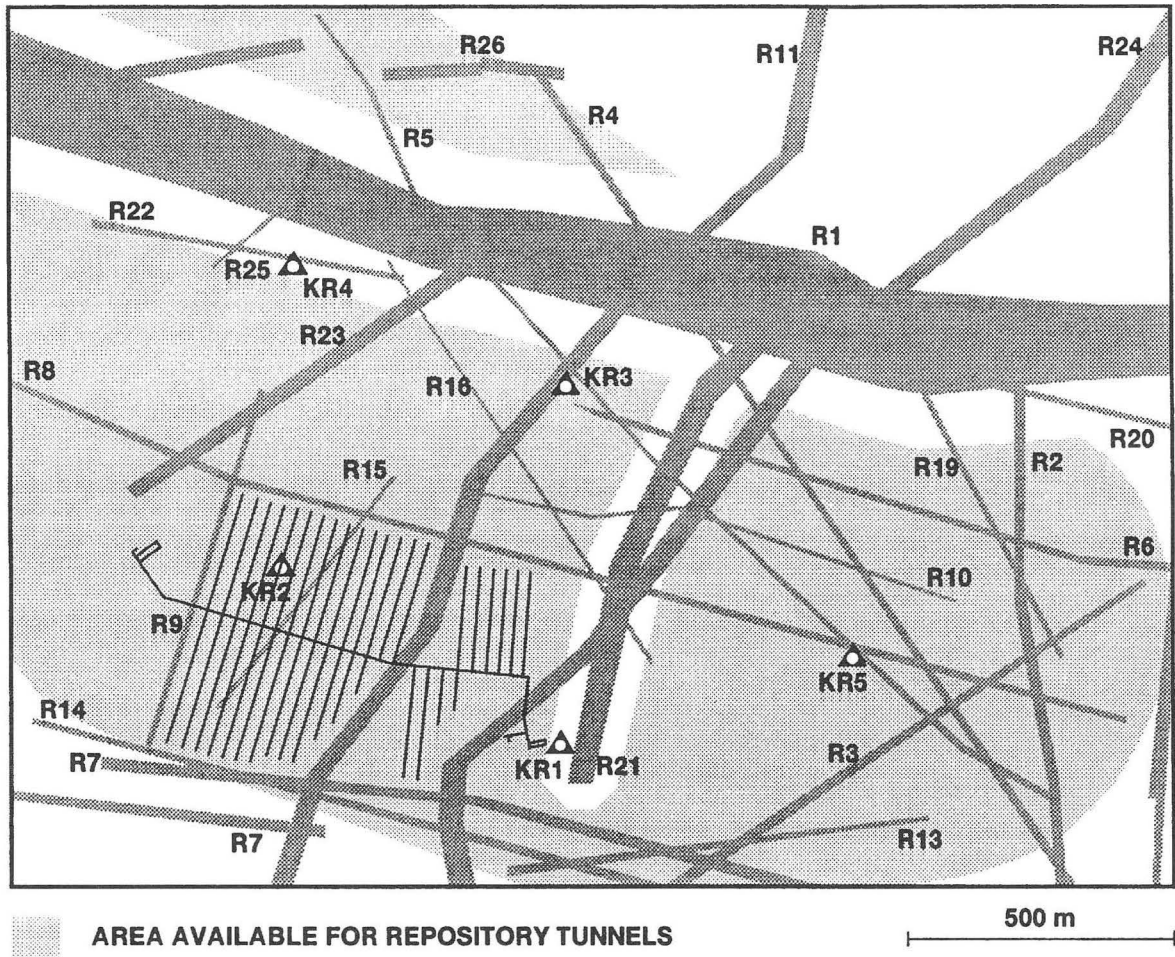 R26
R11
R24
R4
R5
R22
R1
R25
KR4
R23
R8
KR3
R16
R20
R15
R19
R2
R6
R10
KR2
R9
KR5
R14
R3
R7
KR1
R21
R13
R7
500 m
AREA AVAILABLE FOR REPOSITORY TUNNELS